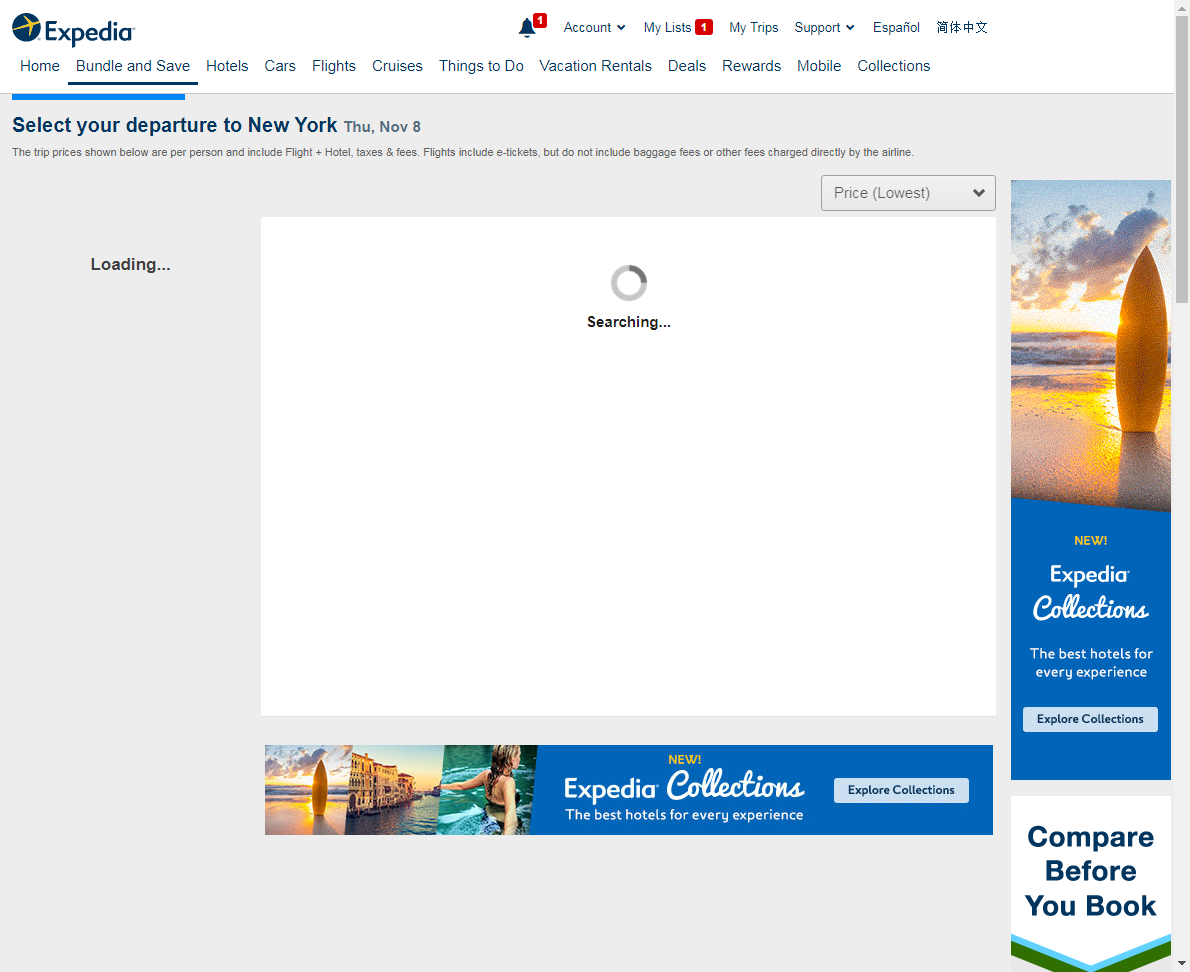 Expedia
1
Account
My Lists 1
My Trips
Support
Español
简体中文
Home
Bundle and Save
Hotels
Cars
Flights
Cruises
Things to Do
Vacation Rentals
Deals
Rewards
Mobile
Collections
Select your departure to New York Thu, Nov 8
The trip prices shown below are per person and include Flight + Hotel, taxes & fees. Flights include e-tickets, but do not include baggage fees or other fees charged directly by the airline.
Price (Lowest)
Loading...
Searching...
NEW!
Expedia
Collections
The best hotels for
every experience
Explore Collections
NEW!
Expedia Collections
The best hotels for every experience
Explore Collections
Compare
Before
You Book